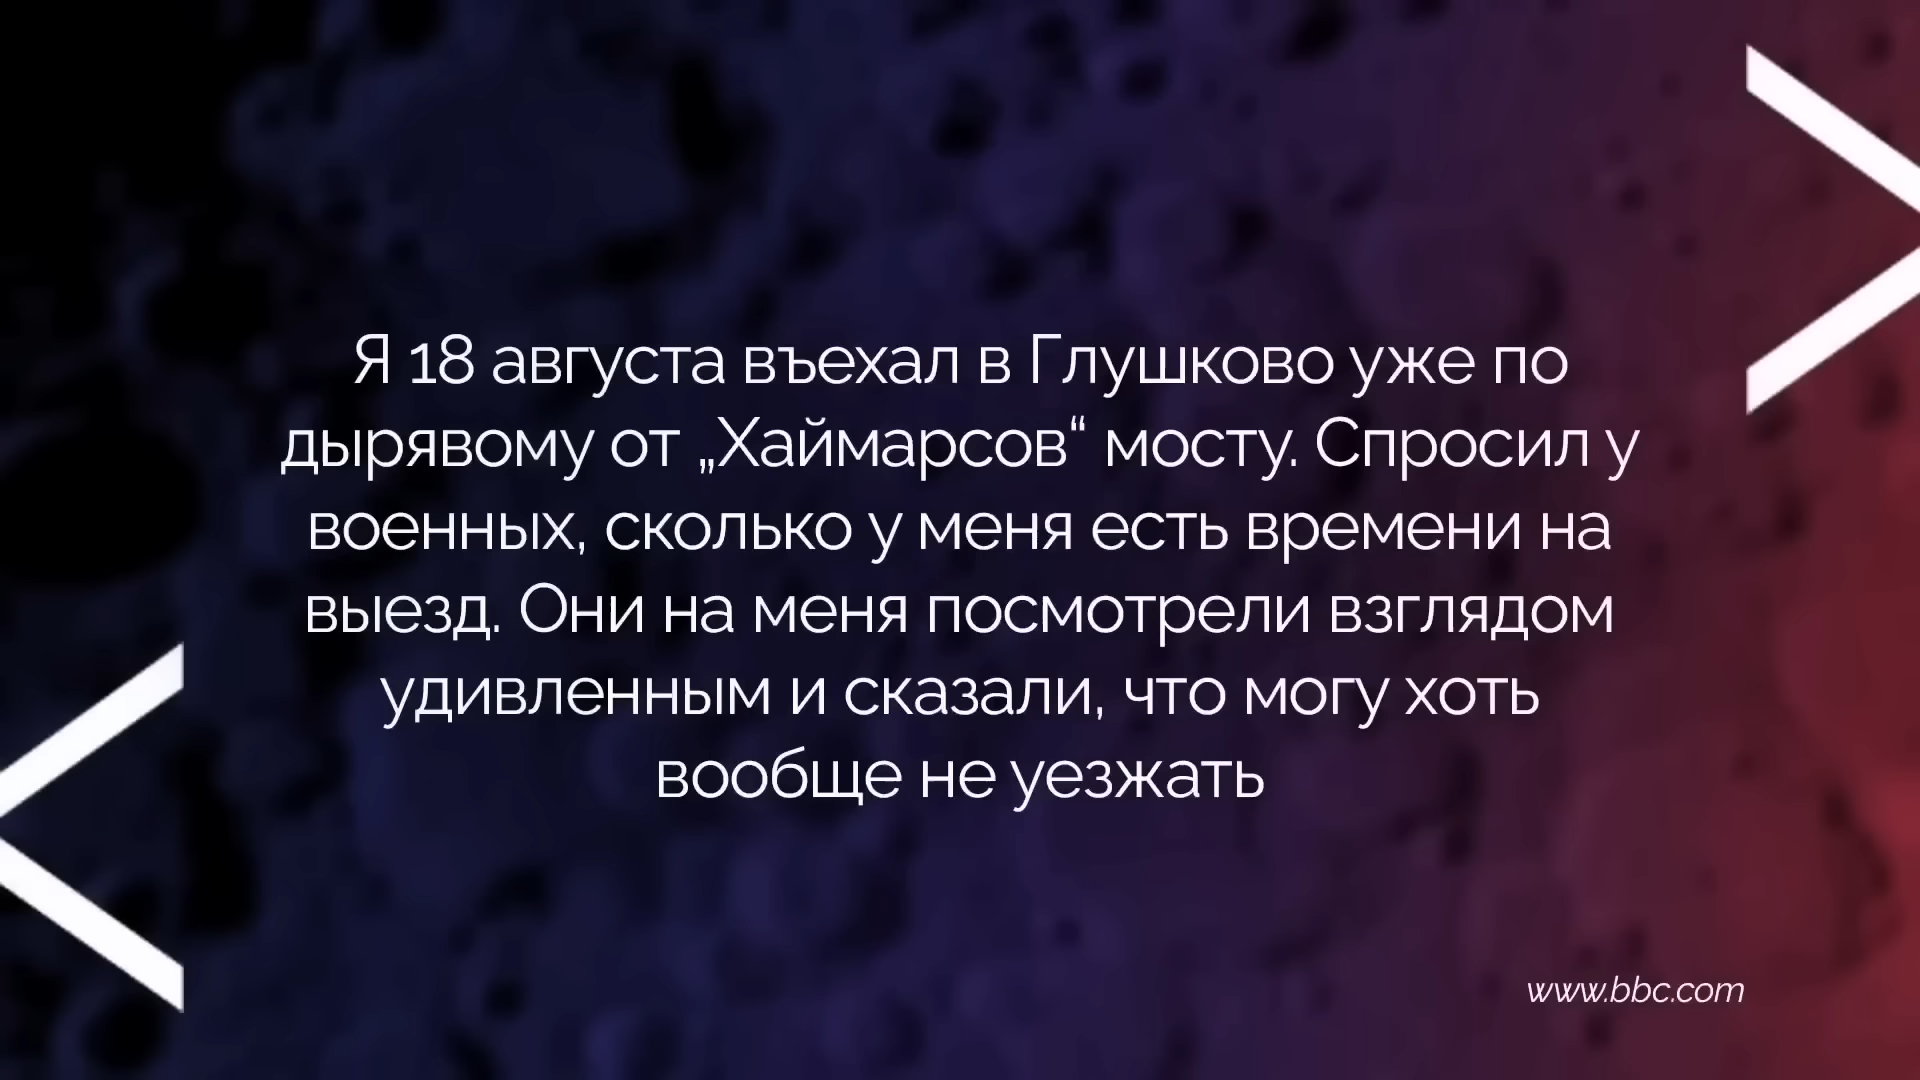 Я 18 августа въехал в Глушково уже по
дырявому от „Хаймарсов“ мосту. Спросил у
военных, сколько у меня есть времени на
выезд. Они на меня посмотрели взглядом
удивленным и сказали, что могу хоть
вообще не уезжать
www.bbc.com